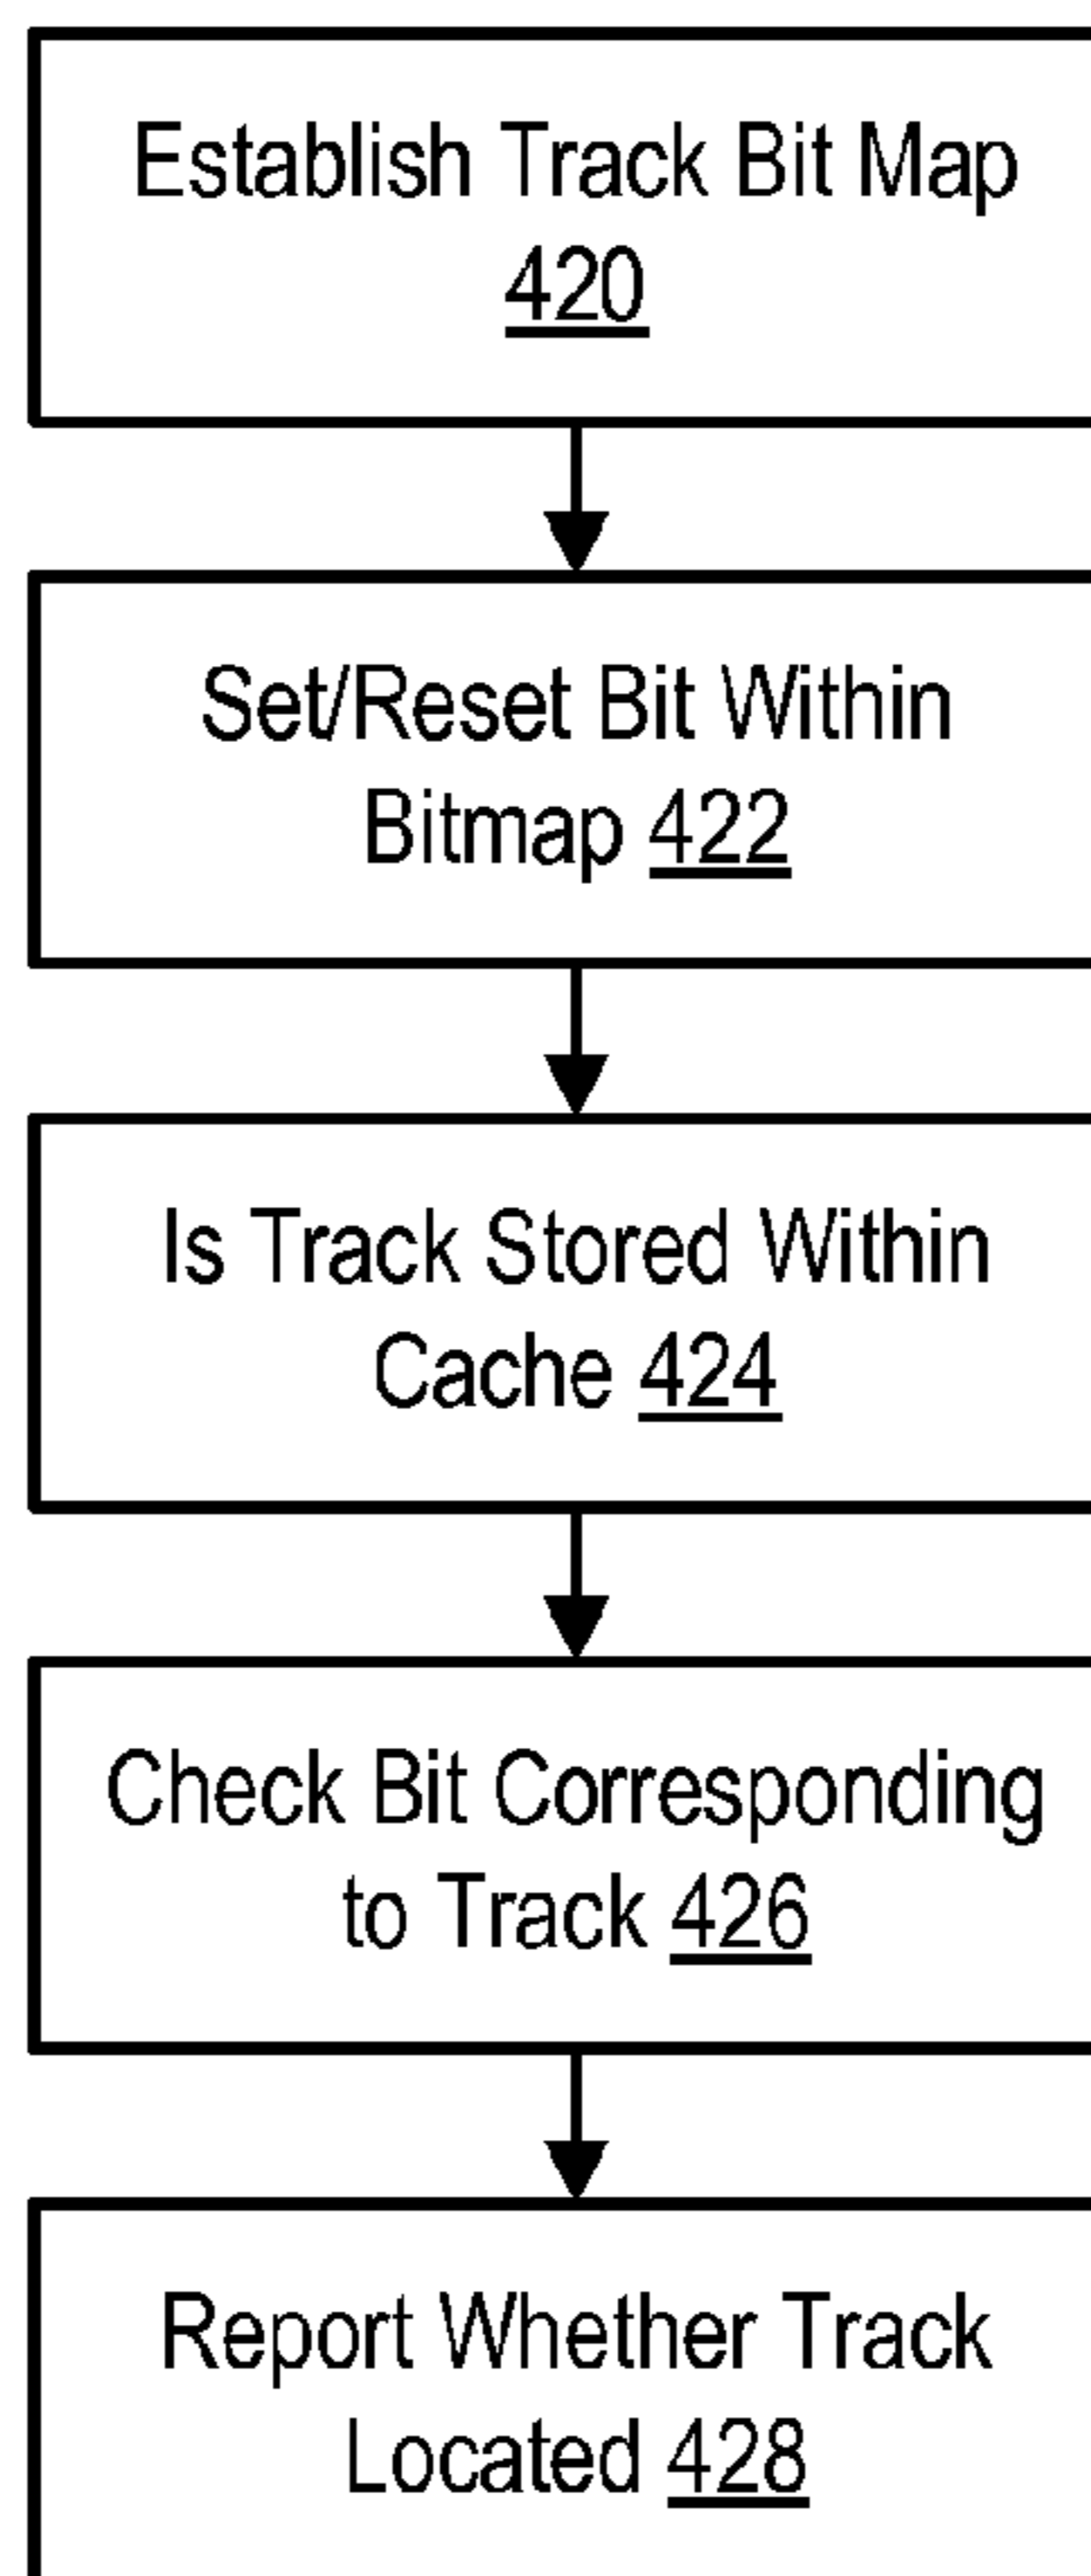 Establish Track Bit Map
420
Set/Reset Bit Within
Bitmap 422
Is Track Stored Within
Cache 424
Check Bit Corresponding
to Track 426
Report Whether Track
Located 428